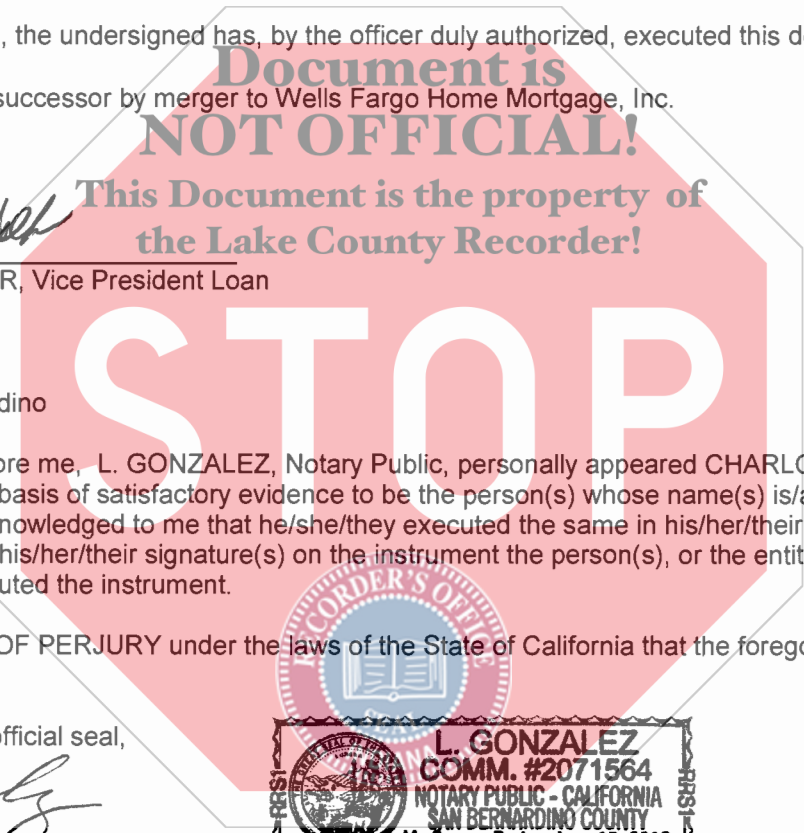 , the undersigned has, by the officer duly authorized, executed this d
Document is
successor by merger to Wells Fargo Home Mortgage, Inc.
NOT OFFICIAL!
This Document is the property of
the Lake County Recorder!
R, Vice President Loan
STOP
dino
ore me, L. GONZALEZ, Notary Public, personally appeared CHARLO
basis of satisfactory evidence to be the person(s) whose name(s) is/a
nowledged to me that he/she/they executed the same in his/her/their
his/her/their signature(s) on the instrument the person(s), or the entit
uted the instrument.
RECORDER'S OFFICE
OF PERJURY under the laws of the State of California that the forego
SEAL
official seal,
L. GONZALEZ
COMM. #2071564
NOTARY PUBLIC - CALIFORNIA
SAN BERNARDINO COUNTY
RRS1
RRS1